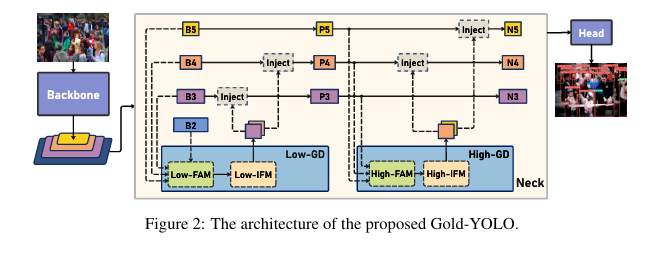 B5
P5
Inject
N5
Head
B4
Inject
P4
Inject
N4
Backbone
B3
Inject
P3
N3
B2
Low-GD
High-GD
Low-FAM
Low-IFM
High-FAM
High-IFM
Neck
Figure 2: The architecture of the proposed Gold-YOLO.